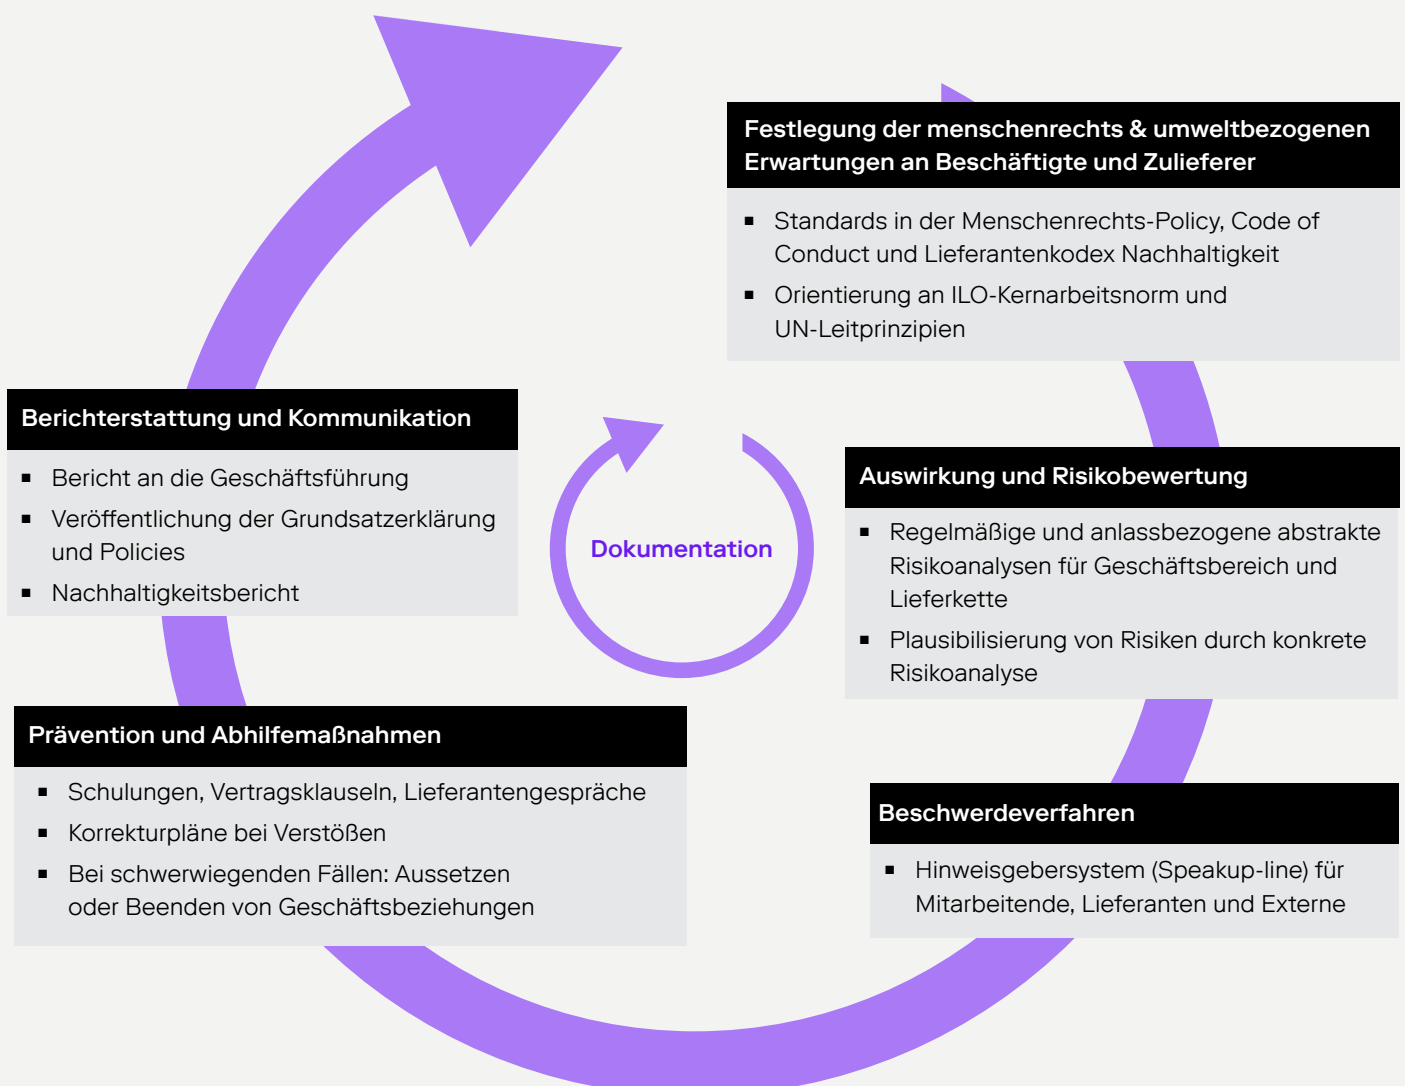 Festlegung der menschenrechts & umweltbezogenen
Erwartungen an Beschäftigte und Zulieferer
▪ Standards in der Menschenrechts-Policy, Code of
Conduct und Lieferantenkodex Nachhaltigkeit
▪ Orientierung an ILO-Kernarbeitsnorm und
UN-Leitprinzipien
Auswirkung und Risikobewertung
▪ Regelmäßige und anlassbezogene abstrakte
Risikoanalysen für Geschäftsbereich und
Lieferkette
▪ Plausibilisierung von Risiken durch konkrete
Risikoanalyse
Beschwerdeverfahren
▪ Hinweisgebersystem (Speakup-line) für
Mitarbeitende, Lieferanten und Externe
Prävention und Abhilfemaßnahmen
▪ Schulungen, Vertragsklauseln, Lieferantengespräche
▪ Korrekturpläne bei Verstößen
▪ Bei schwerwiegenden Fällen: Aussetzen
oder Beenden von Geschäftsbeziehungen
Berichterstattung und Kommunikation
▪ Bericht an die Geschäftsführung
▪ Veröffentlichung der Grundsatzerklärung
und Policies
▪ Nachhaltigkeitsbericht
Dokumentation